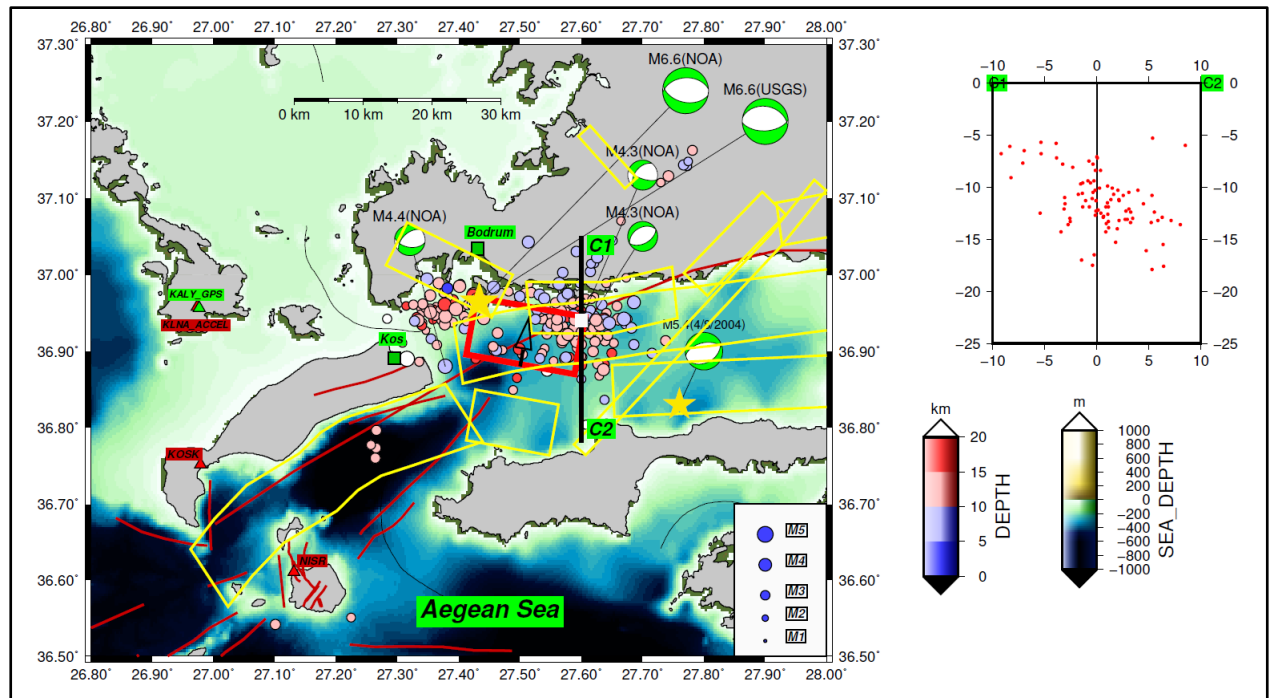 26.80° 26.90° 27.00° 27.10° 27.20° 27.30° 27.40° 27.50° 27.60° 27.70° 27.80° 27.90° 28.00°
37.30° 37.30°
M6.6(NOA)
M6.6(USGS)
0 km 10 km 20 km 30 km
37.20° 37.20°
M4.3(NOA)
37.10° 37.10°
M4.4(NOA) M4.3(NOA)
Bodrum C1
37.00° 37.00°
KALY_GPS
KLNA_ACCEL
Kos
36.90° 36.90°
36.80° 36.80°
C2
KOSK
36.70° 36.70°
M5
M4
NISR
36.60° 36.60°
M3
Aegean Sea
M2
M1
36.50° 36.50°
26.80° 26.90° 27.00° 27.10° 27.20° 27.30° 27.40° 27.50° 27.60° 27.70° 27.80° 27.90° 28.00°
−10 −5 0 5 10
0 C1 C2 0
−5 −5
−10 −10
−15 −15
−20 −20
−25 −25
−10 −5 0 5 10
km
20
15
10
5
0
DEPTH
m
1000
800
600
400
200
0
−200
−400
−600
−800
−1000
SEA_DEPTH